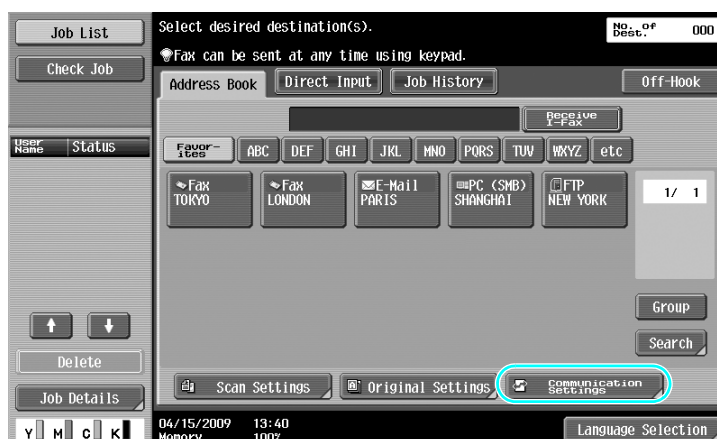 Job List
Check Job
User Name Status
Delete
Job Details
Y M C K
Select desired destination(s).
No. of Dest. 000
Fax can be sent at any time using keypad.
Address Book Direct Input Job History Off-Hook
Receive I-Fax
Favor-ites ABC DEF GHI JKL MNO PQRS TUV WXYZ etc
Fax TOKYO
Fax LONDON
E-Mail PARIS
PC (SMB) SHANGHAI
FTP NEW YORK
1/ 1
Group
Search
Scan Settings Original Settings Communication Settings
04/15/2009 13:40
Memory 100%
Language Selection